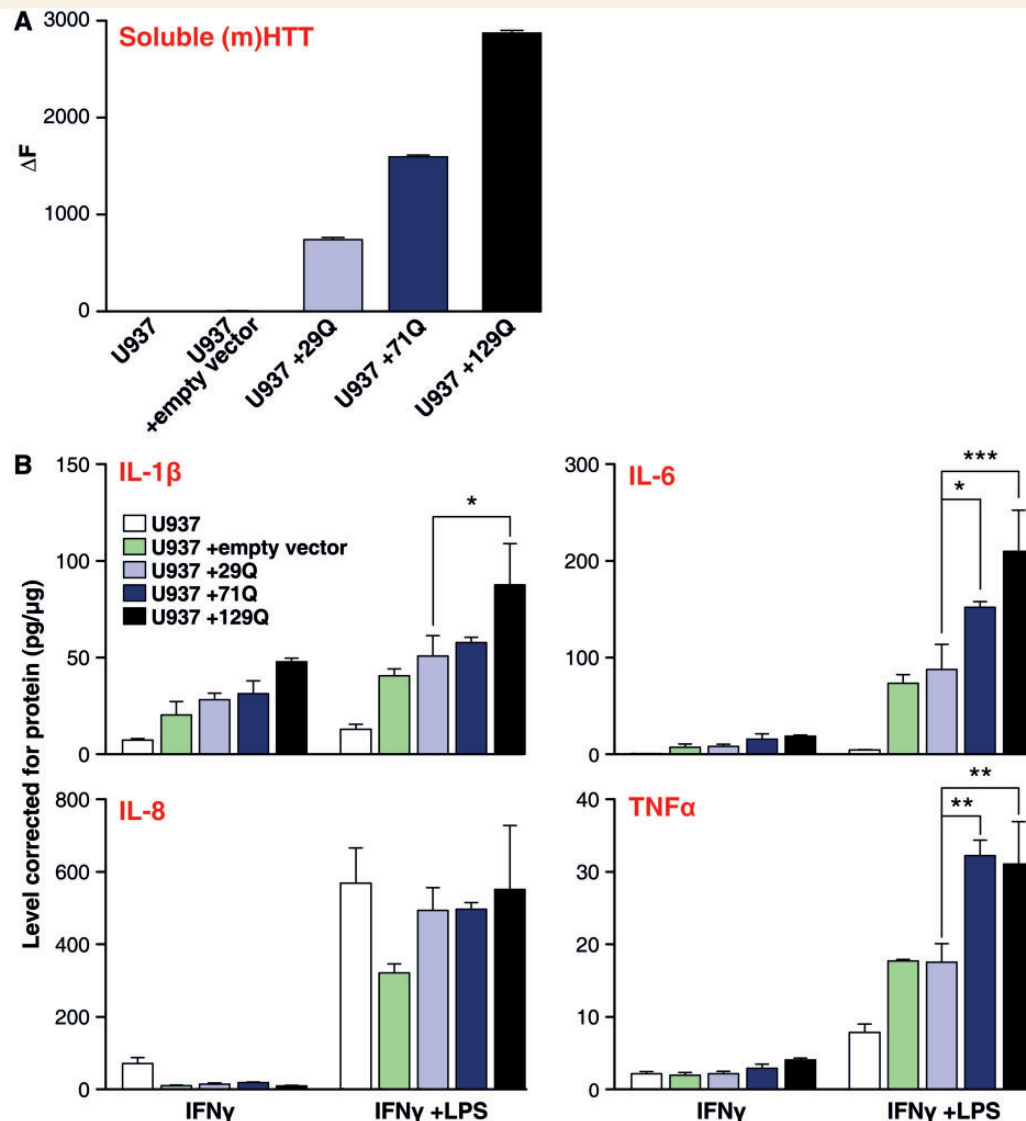 A
Soluble (m)HTT
3000
2000
1000
0
ΔF
U937
U937
+empty vector
U937 +29Q
U937 +71Q
U937 +129Q
B
Level corrected for protein (pg/µg)
IL-1β
150
100
50
0
U937
U937 +empty vector
U937 +29Q
U937 +71Q
U937 +129Q
*
IL-6
300
200
100
0
***
*
IL-8
800
600
400
200
0
IFNγ
IFNγ +LPS
TNFα
40
30
20
10
0
**
**
IFNγ
IFNγ +LPS